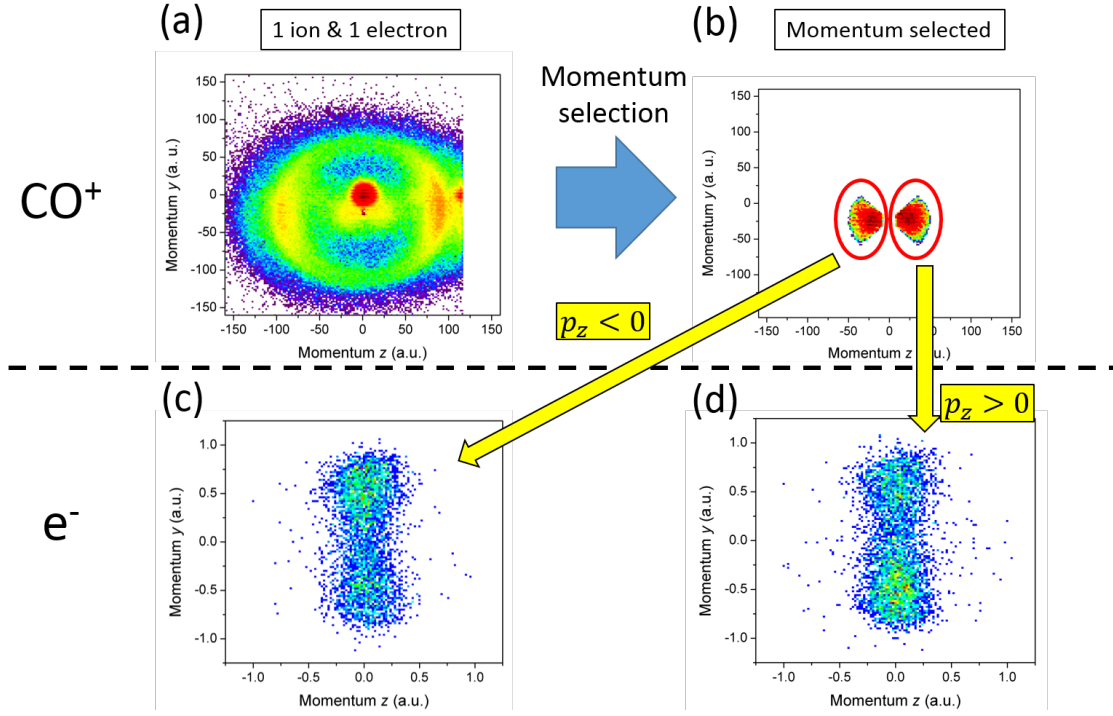 (a)
1 ion & 1 electron
(b)
Momentum selected
Momentum
selection
CO⁺
150
100
50
0
-50
-100
-150
Momentum y (a. u.)
-150 -100 -50 0 50 100 150
Momentum z (a.u.)
150
100
50
0
-50
-100
Momentum y (a. u.)
-150 -100 -50 0 50 100 150
Momentum z
p_z < 0
p_z > 0
(c)
(d)
e⁻
1.0
0.5
0.0
-0.5
-1.0
Momentum y (a.u.)
-1.0 -0.5 0.0 0.5 1.0
Momentum z (a.u.)
1.0
0.5
0.0
-0.5
-1.0
Momentum y (a.u.)
-1.0 -0.5 0.0 0.5 1.0
Momentum z (a.u.)